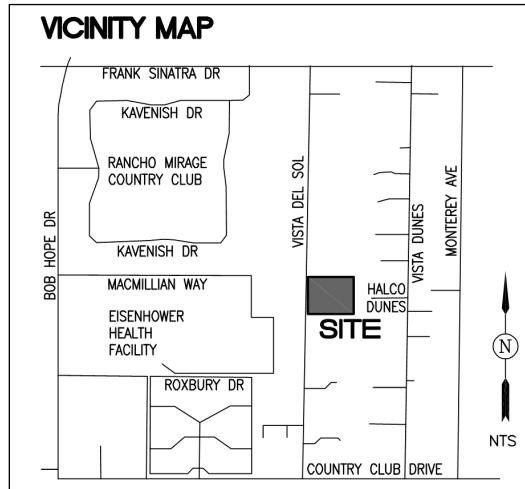 VICINITY MAP
FRANK SINATRA DR
KAVENISH DR
RANCHO MIRAGE
COUNTRY CLUB
VISTA DEL SOL
VISTA DUNES
MONTEREY AVE
BOB HOPE DR
KAVENISH DR
MACMILLIAN WAY
HALCO
DUNES
EISENHOWER
HEALTH
FACILITY
SITE
N
ROXBURY DR
NTS
COUNTRY CLUB DRIVE